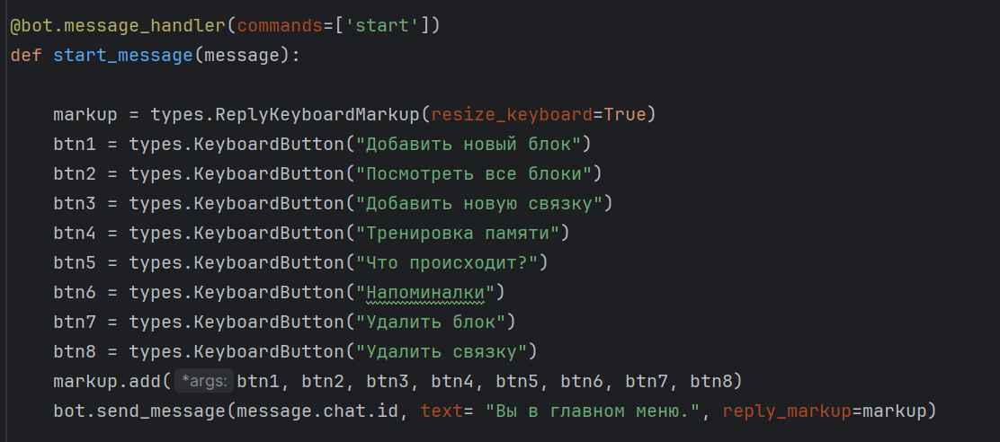 @bot.message_handler(commands=['start'])
def start_message(message):
markup = types.ReplyKeyboardMarkup(resize_keyboard=True)
btn1 = types.KeyboardButton("Добавить новый блок")
btn2 = types.KeyboardButton("Посмотреть все блоки")
btn3 = types.KeyboardButton("Добавить новую связку")
btn4 = types.KeyboardButton("Тренировка памяти")
btn5 = types.KeyboardButton("Что происходит?")
btn6 = types.KeyboardButton("Напоминалки")
btn7 = types.KeyboardButton("Удалить блок")
btn8 = types.KeyboardButton("Удалить связку")
markup.add( *args: btn1, btn2, btn3, btn4, btn5, btn6, btn7, btn8)
bot.send_message(message.chat.id, text= "Вы в главном меню.", reply_markup=markup)